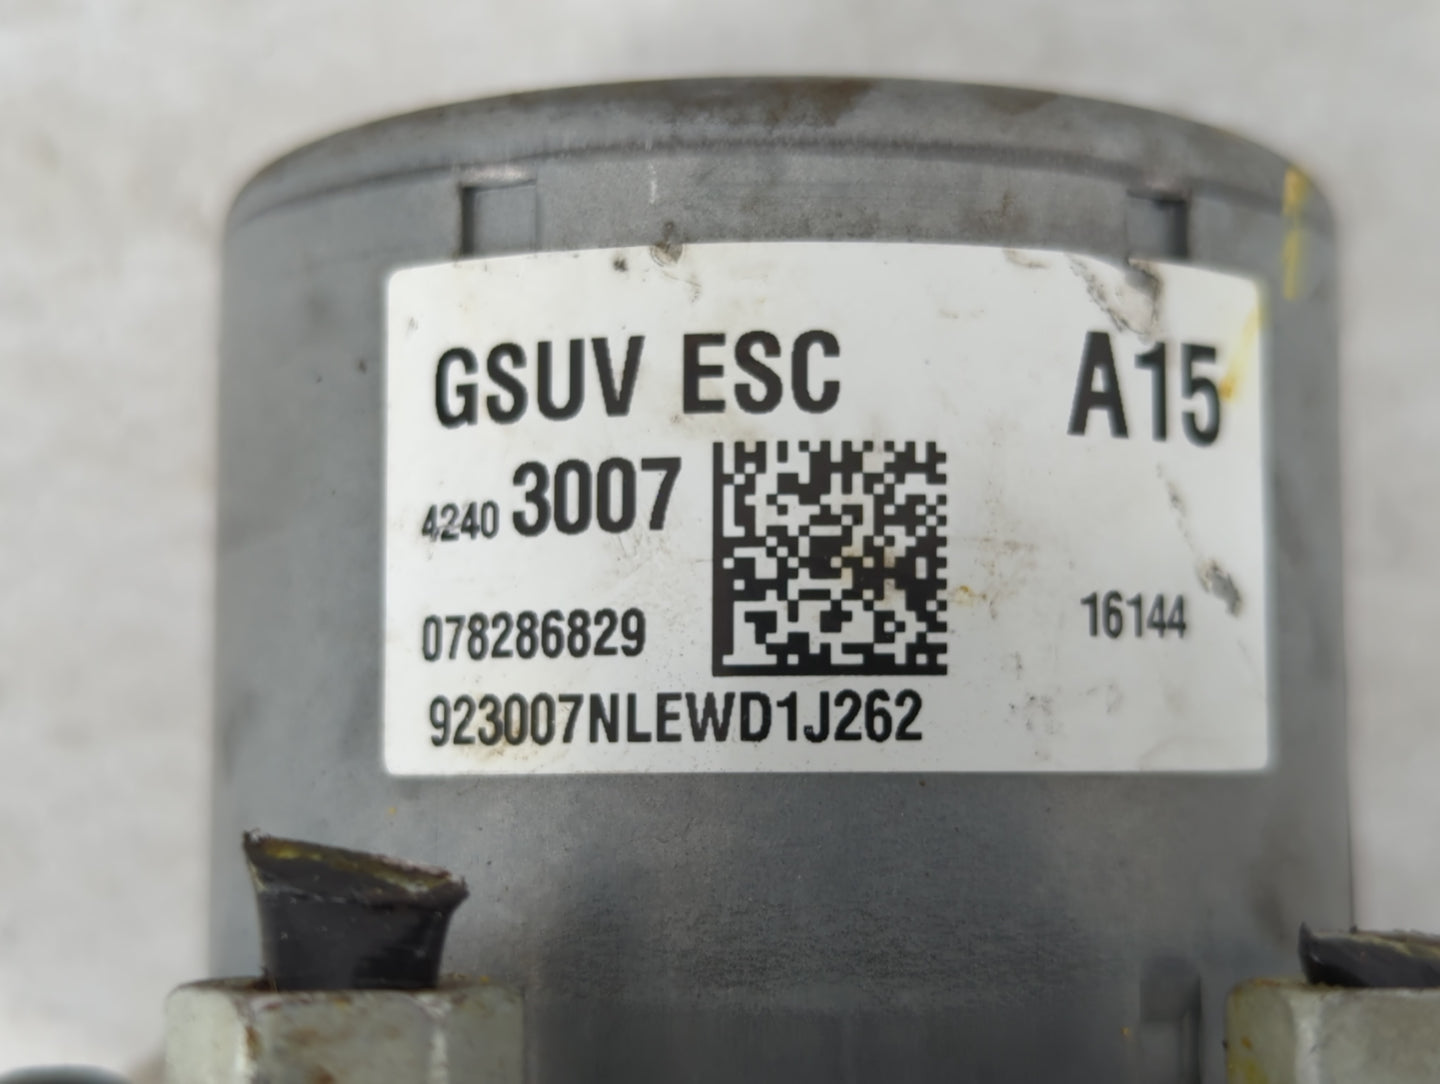 GSUV ESC A15
4240 3007
078286829 16144
923007NLEWD1J262